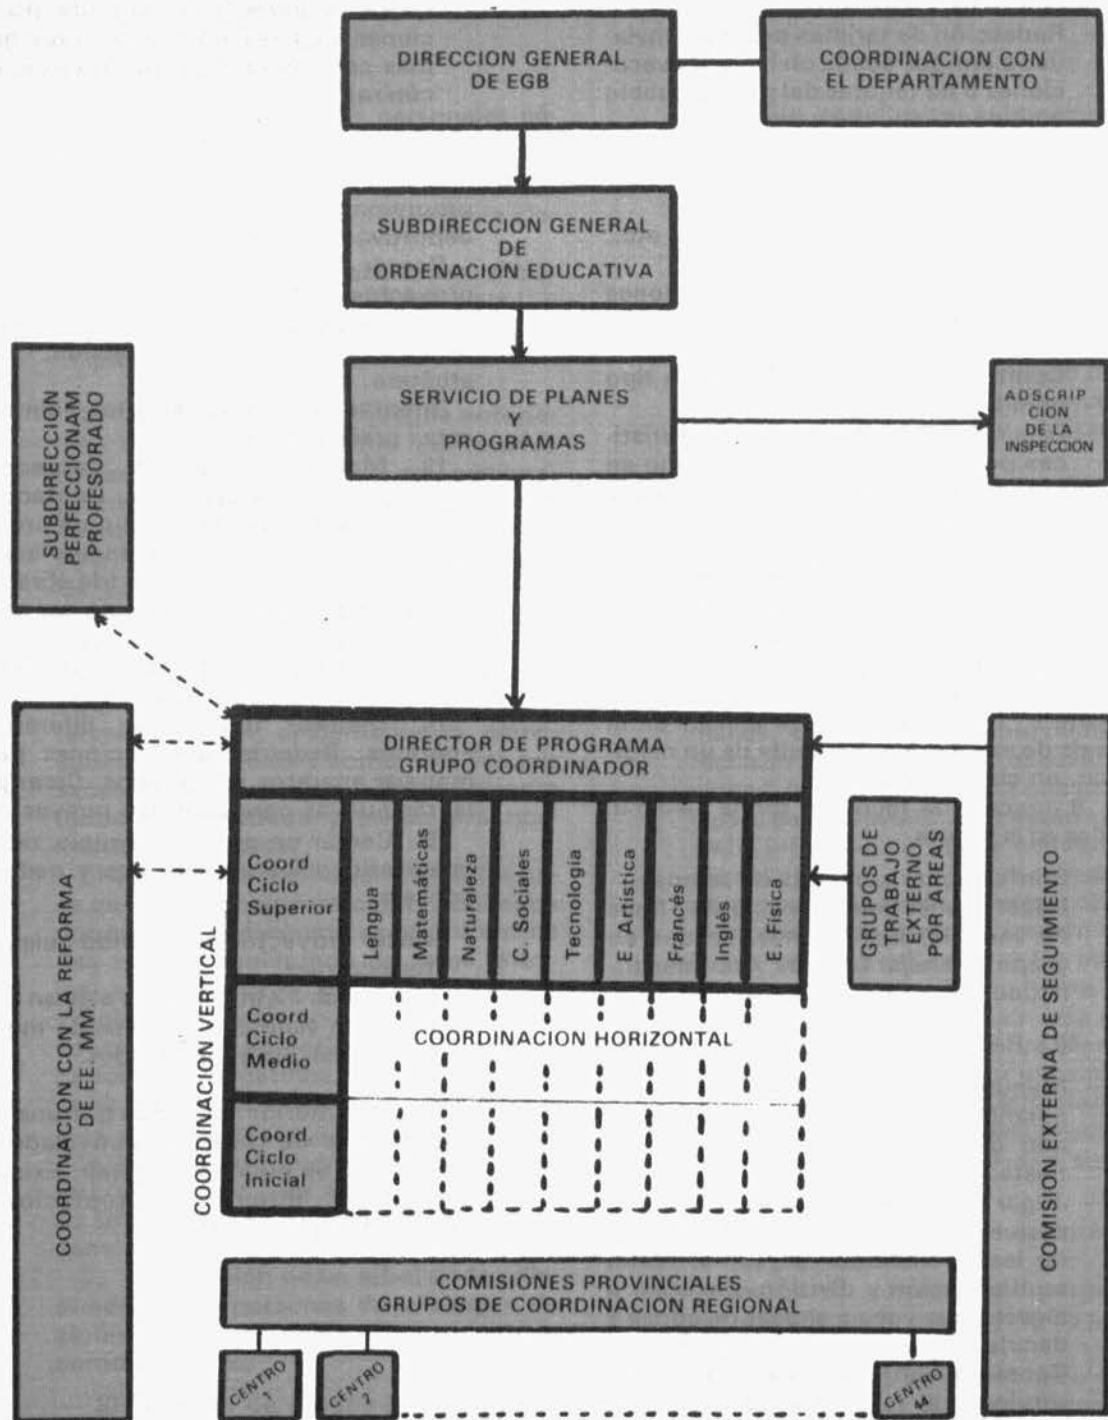 DIRECCION GENERAL
DE EGB
COORDINACION CON
EL DEPARTAMENTO
SUBDIRECCION GENERAL
DE
ORDENACION EDUCATIVA
SERVICIO DE PLANES
Y
PROGRAMAS
ADSCRIP
CION
DE LA
INSPECCION
SUBDIRECCION
PERFECCIONAM
PROFESORADO
COORDINACION CON LA REFORMA
DE EE. MM.
DIRECTOR DE PROGRAMA
GRUPO COORDINADOR
COORDINACION VERTICAL
Coord
Ciclo
Superior
Lengua
Matemáticas
Naturaleza
C. Sociales
Tecnología
E. Artística
Francés
Inglés
E. Física
GRUPOS DE
TRABAJO
EXTERNO.
POR AREAS
COMISION EXTERNA DE SEGUIMIENTO
Coord
Ciclo
Medio
COORDINACION HORIZONTAL
Coord.
Ciclo
Inicial
COMISIONES PROVINCIALES
GRUPOS DE COORDINACION REGIONAL
CENTRO
1
CENTRO
2
CENTRO
44